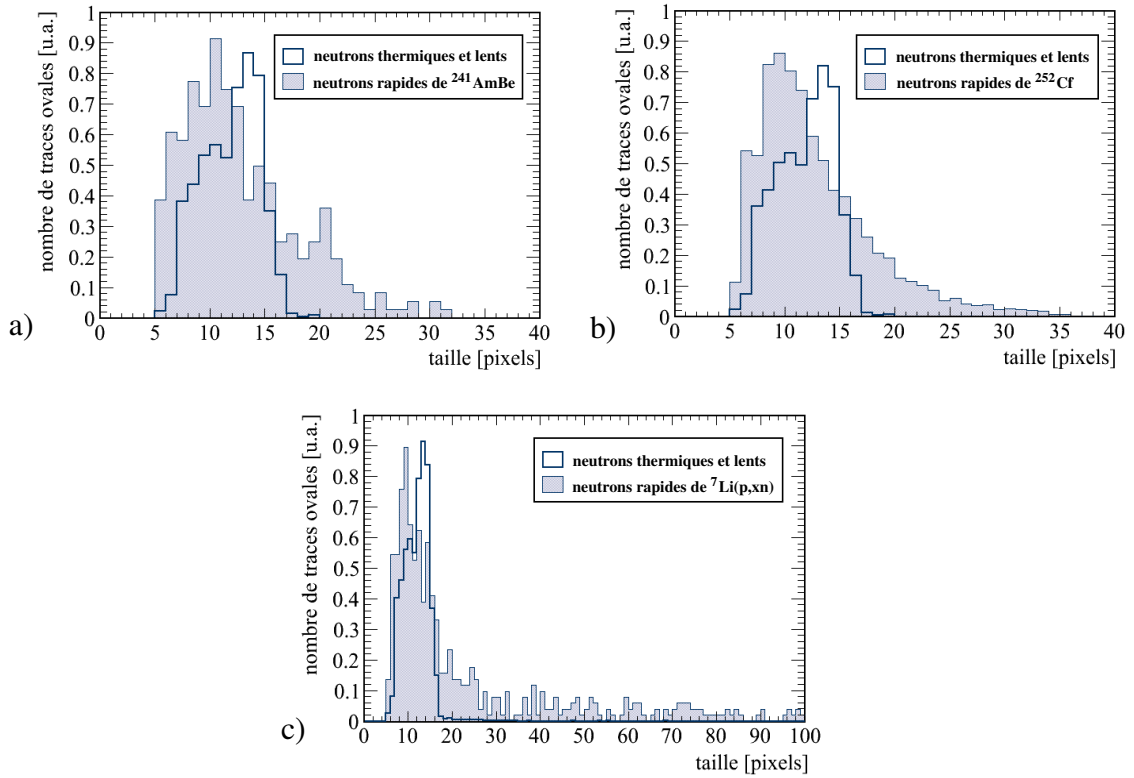 nombre de traces ovales [u.a.]
0.9
0.8
0.7
0.6
0.5
0.4
0.3
0.2
0.1
0
neutrons thermiques et lents
neutrons rapides de ²⁴¹AmBe
0 5 10 15 20 25 30 35 40
taille [pixels]
a)
nombre de traces ovales [u.a.]
1
0.9
0.8
0.7
0.6
0.5
0.4
0.3
0.2
0.1
0
neutrons thermiques et lents
neutrons rapides de ²⁵²Cf
0 5 10 15 20 25 30 35 40
taille [pixels]
b)
nombre de traces ovales [u.a.]
1
0.9
0.8
0.7
0.6
0.5
0.4
0.3
0.2
0.1
0
neutrons thermiques et lents
neutrons rapides de ⁷Li(p,xn)
0 10 20 30 40 50 60 70 80 90 100
taille [pixels]
c)